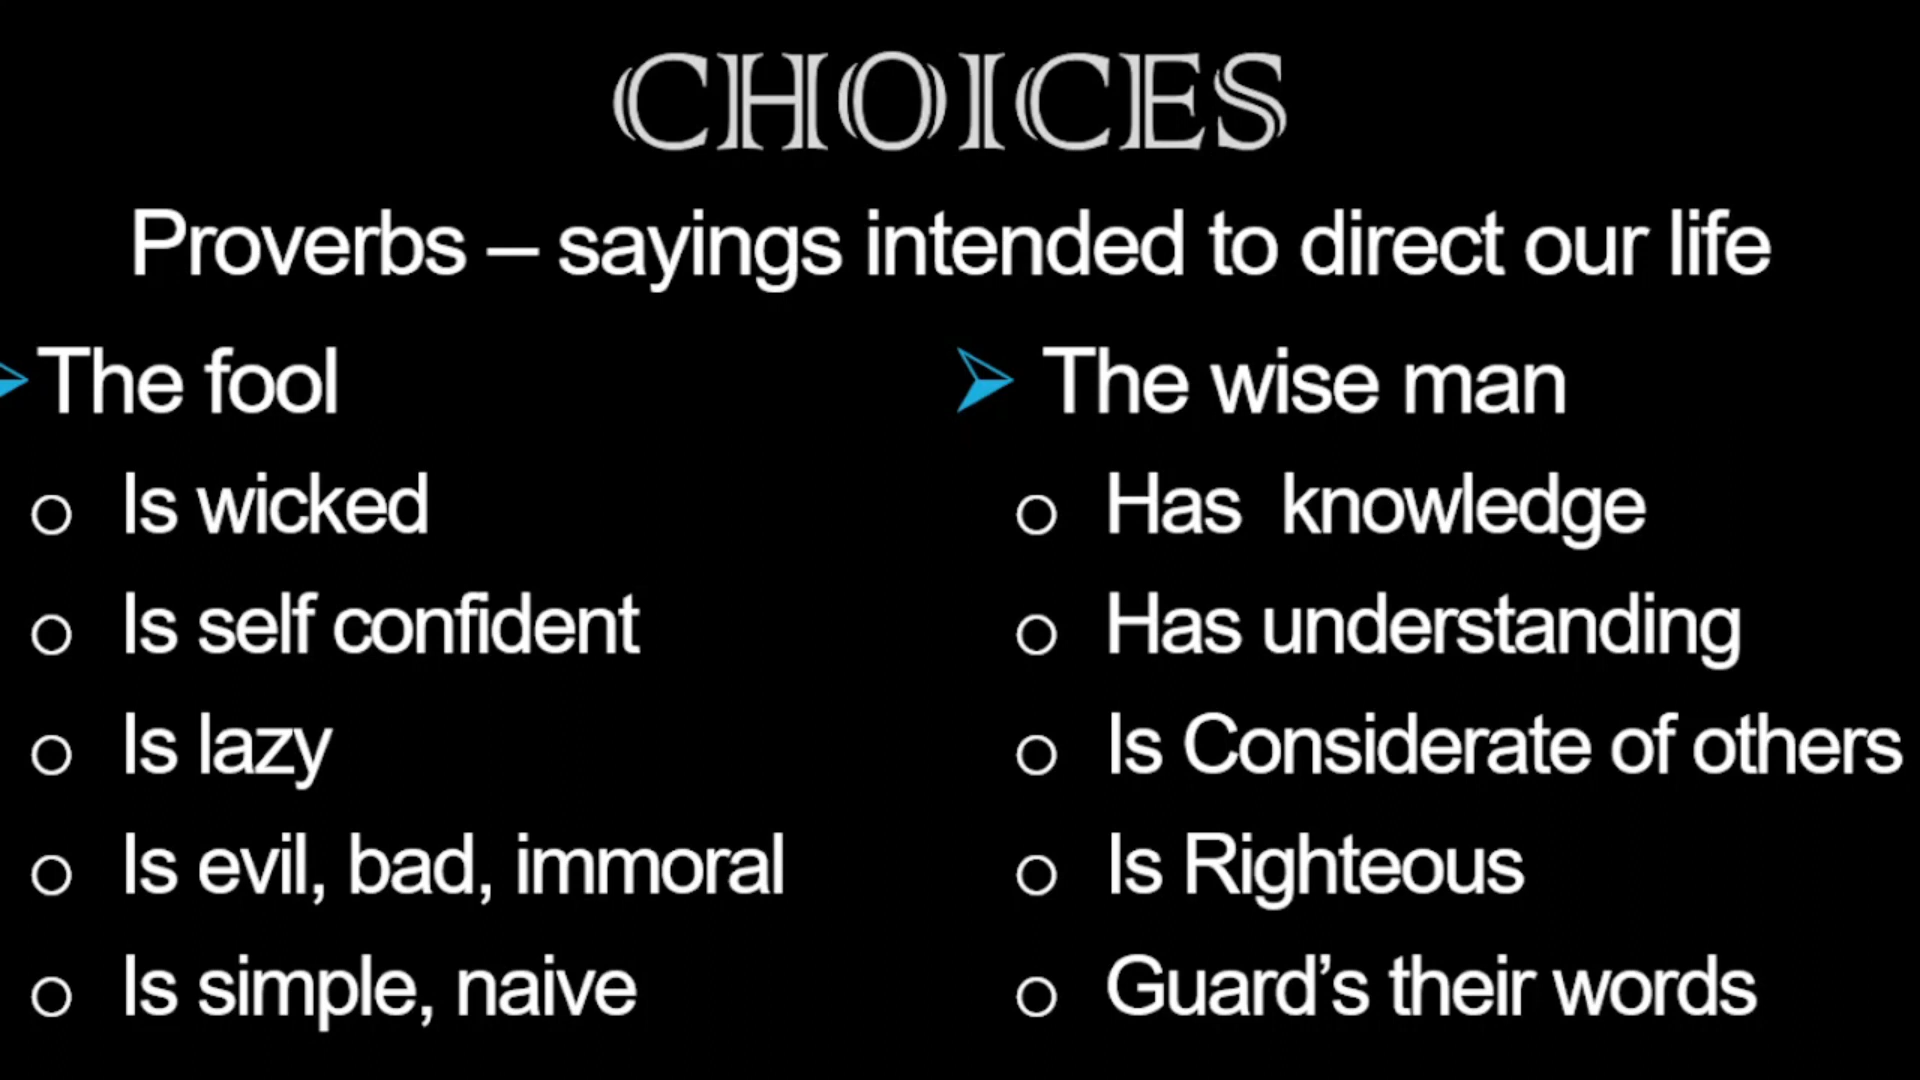 CHOICES
Proverbs – sayings intended to direct our life
The fool
Is wicked
Is self confident
Is lazy
Is evil, bad, immoral
Is simple, naive
The wise man
Has  knowledge
Has understanding
Is Considerate of others
Is Righteous
Guard’s their words